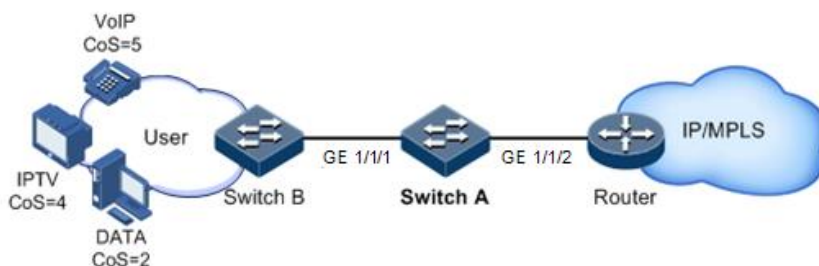 VoIP
CoS=5
User
IP/MPLS
GE 1/1/1
GE 1/1/2
IPTV
CoS=4
Switch B
Switch A
Router
DATA
CoS=2